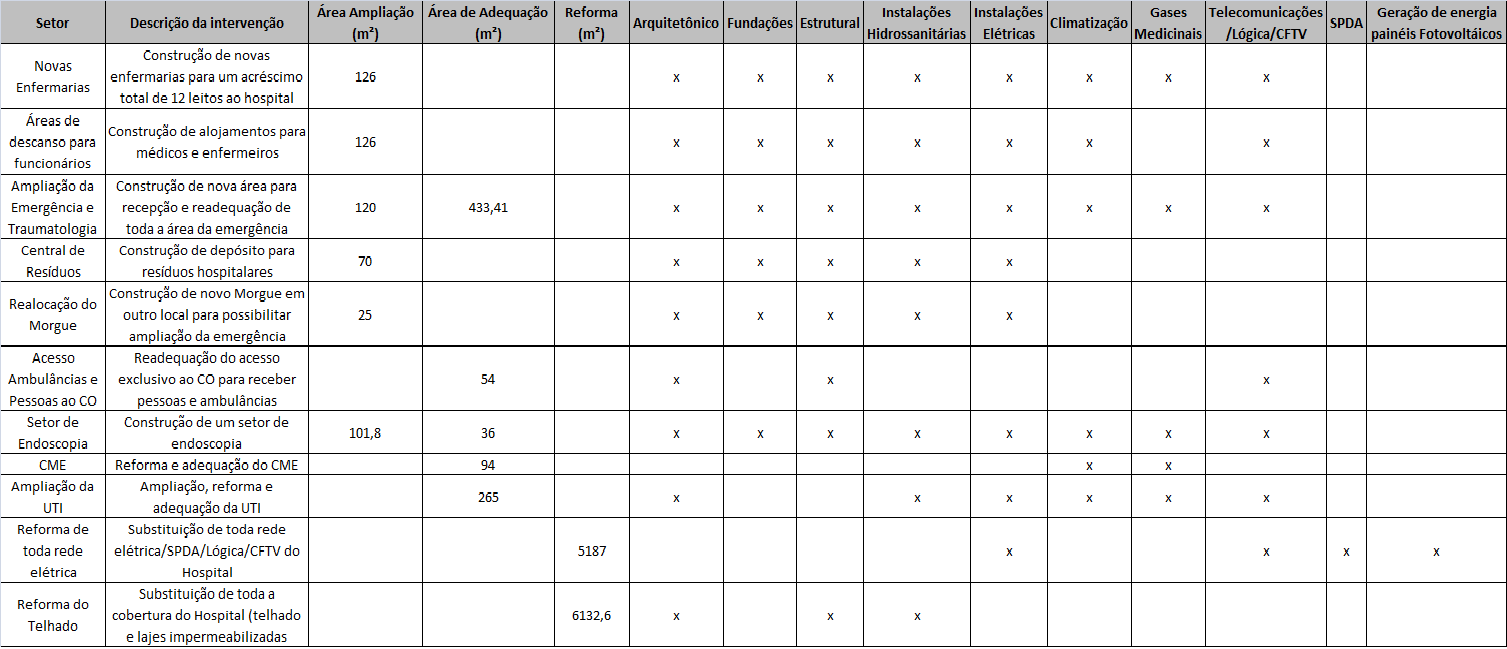 Setor | Descrição da intervenção | Área Ampliação (m²) | Área de Adequação (m²) | Reforma (m²) | Arquitetônico | Fundações | Estrutural | Instalações Hidrossanitárias | Instalações Elétricas | Climatização | Gases Medicinais | Telecomunicações /Lógica/CFTV | SPDA | Geração de energia painéis Fotovoltáicos
Novas Enfermarias | Construção de novas enfermarias para um acréscimo total de 12 leitos ao hospital | 126 | | | x | x | x | x | x | x | x | x | |
Áreas de descanso para funcionários | Construção de alojamentos para médicos e enfermeiros | 126 | | | x | x | x | x | x | x | | x | |
Ampliação da Emergência e Traumatologia | Construção de nova área para recepção e readequação de toda a área da emergência | 120 | 433,41 | | x | x | x | x | x | x | x | x | |
Central de Resíduos | Construção de depósito para resíduos hospitalares | 70 | | | x | x | x | x | x | | | | |
Realocação do Morgue | Construção de novo Morgue em outro local para possibilitar ampliação da emergência | 25 | | | x | x | x | x | x | | | | |
Acesso Ambulâncias e Pessoas ao CO | Readequação do acesso exclusivo ao CO para receber pessoas e ambulâncias | | 54 | | x | | x | | | | | x | |
Setor de Endoscopia | Construção de um setor de endoscopia | 101,8 | 36 | | x | x | x | x | x | x | x | x | |
CME | Reforma e adequação do CME | | 94 | | | | | | | x | x | | |
Ampliação da UTI | Ampliação, reforma e adequação da UTI | | 265 | | x | | | x | x | x | x | x | |
Reforma de toda rede elétrica | Substituição de toda rede elétrica/SPDA/Lógica/CFTV do Hospital | | | 5187 | | | | | x | | | x | x | x
Reforma do Telhado | Substituição de toda a cobertura do Hospital (telhado e lajes impermeabilizadas | | | 6132,6 | x | | x | x | | | | | |